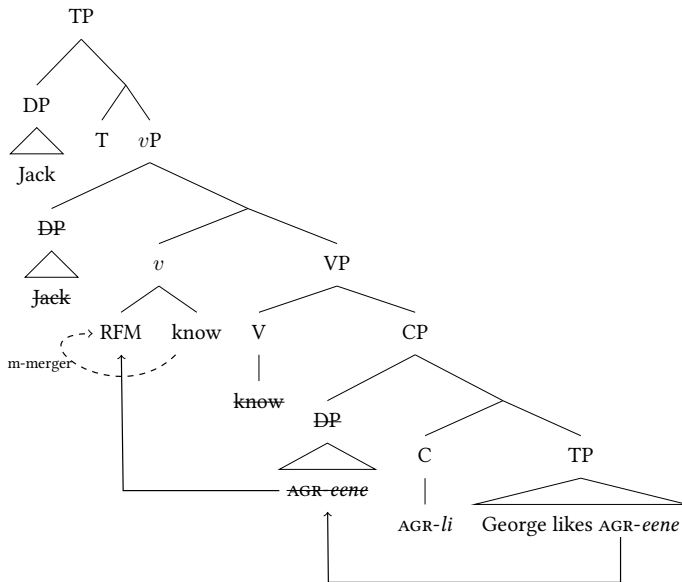 TP
DP
T vP
Jack
DP
v VP
Jack
RFM know V CP
m-merger
know
DP
C TP
AGR-eene
AGR-li George likes AGR-eene